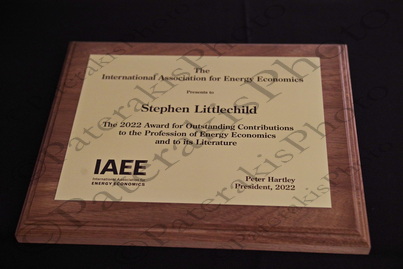 The
International Association for Energy Economics
Presents to
Stephen Littlechild
The 2022 Award for Outstanding Contributions
to the Profession of Energy Economics
and to its Literature
IAEE
International Association for
ENERGY ECONOMICS
Peter Hartley
President, 2022
© PaterakisPhoto